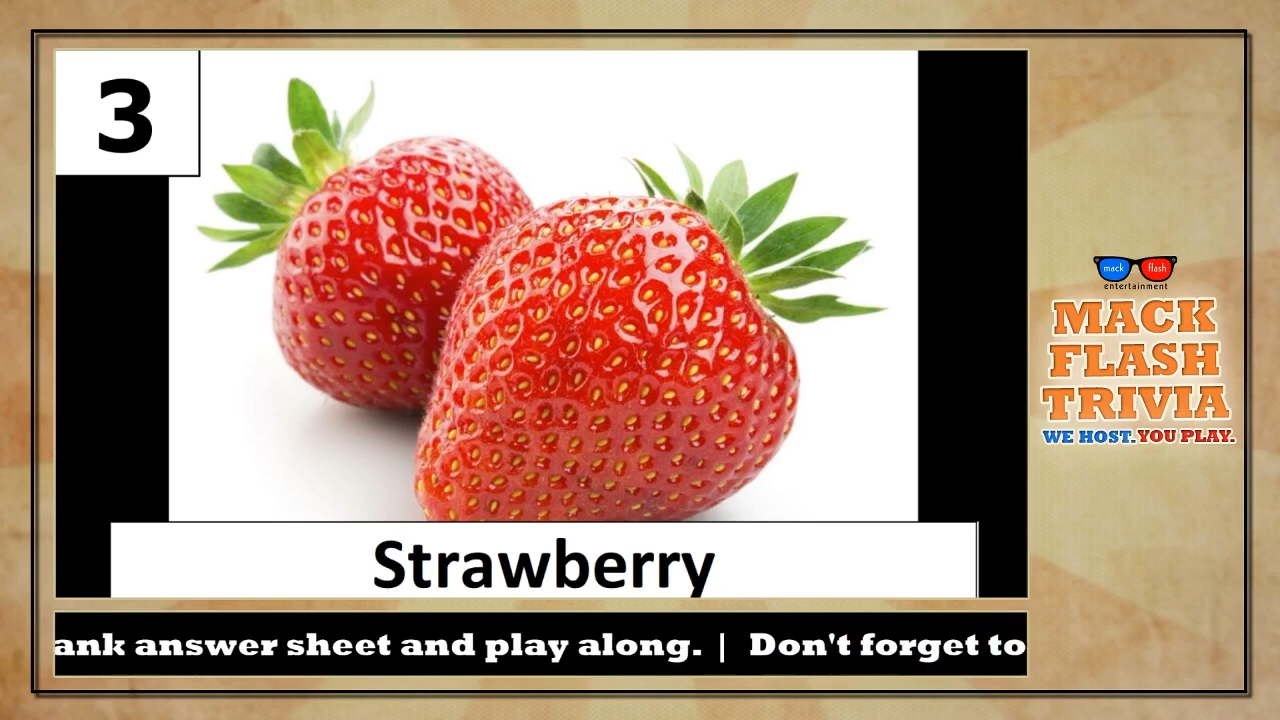 3
Strawberry
ank answer sheet and play along. | Don't forget to
mack flash
entertainment
MACK
FLASH
TRIVIA
WE HOST. YOU PLAY.